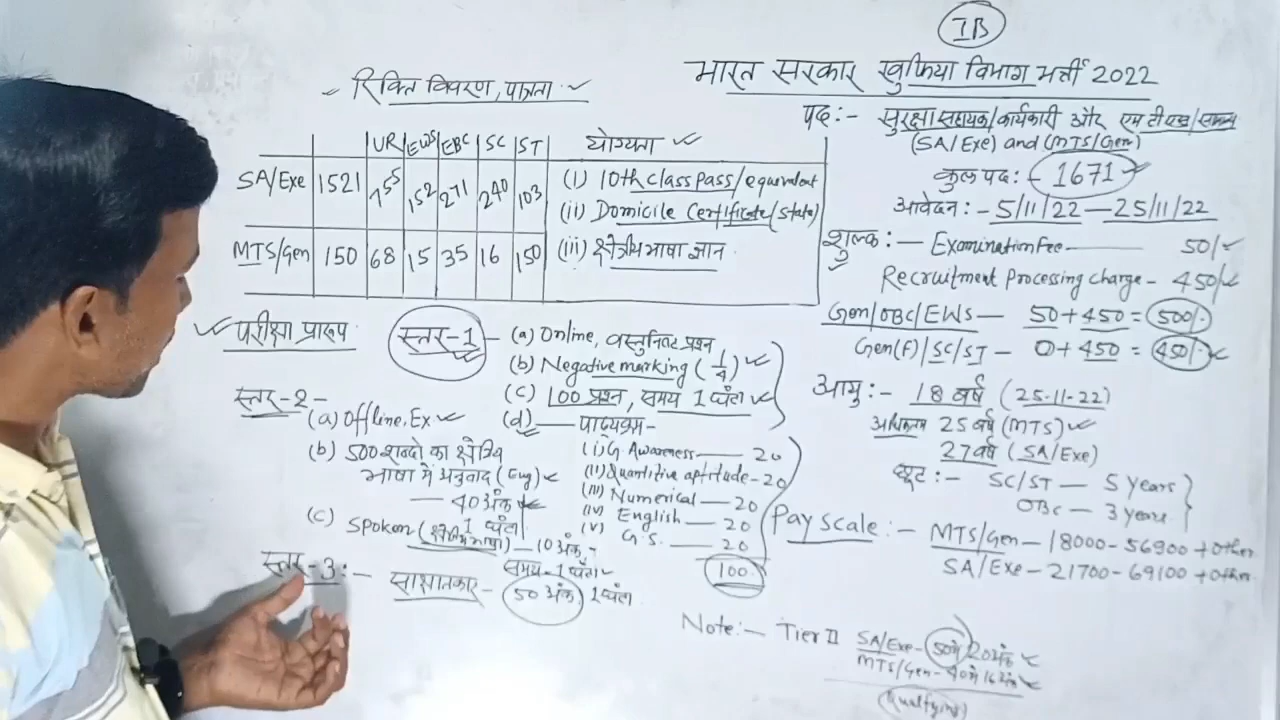 IB
भारत सरकार खुफिया विभाग भर्ती 2022
पद:- सुरक्षा सहायक/कार्यकारी और एम टी एस/
(SA/Exe) and (MTS/Gen)
कुल पद: - 1671
आवेदन:- 5/11/22 — 25/11/22
शुल्क:- Examination Fee — 50/-
Recruitment Processing charge - 450/-
Gen/OBC/EWS — 50 + 450 = 500/-
Gen(F)/SC/ST — 0 + 450 = 450/-
आयु:- 18 वर्ष (25-11-22)
अधिकतम 25 वर्ष (MTS)
27 वर्ष (SA/Exe)
छूट:- SC/ST — 5 years
OBC — 3 years
Pay Scale:- MTS/Gen - 18000 - 56900 + other
SA/Exe - 21700 - 69100 + other
Note:- Tier II SA/Exe - 50 में 20 अंक
MTS/Gen - 40 में 16 अंक
(Qualfying)
रिक्ति विवरण, पात्रता:-
UR EWS EBC SC ST योग्यता
SA/Exe 1521 755 152 271 240 103 (i) 10th class pass/equivalent
(ii) Domicile Certificate (State)
MTS/Gen 150 68 15 35 16 150 (iii) क्षेत्रीय भाषा ज्ञान
परीक्षा प्रारूप
स्तर-1 - (a) Online, वस्तुनिष्ठ प्रश्न
(b) Negative marking (1/4)
(c) 100 प्रश्न, समय 1 घंटा
(d) — पाठ्यक्रम-
(i) G. Awareness — 20
(ii) Quantitive aptitude - 20
(iii) Numerical — 20
(iv) English — 20
(v) G.S. — 20
100
स्तर-2-
(a) Offline, Ex
(b) 500 शब्दो का क्षेत्रिय
भाषा में अनुवाद (Eng)
— 40 अंक
1 घंटा
(c) Spoken (क्षेत्रीय भाषा) — 10 अंक,-
समय - 1 घंटा
स्तर-3:- साक्षातकार - 50 अंक, 1 घंटा